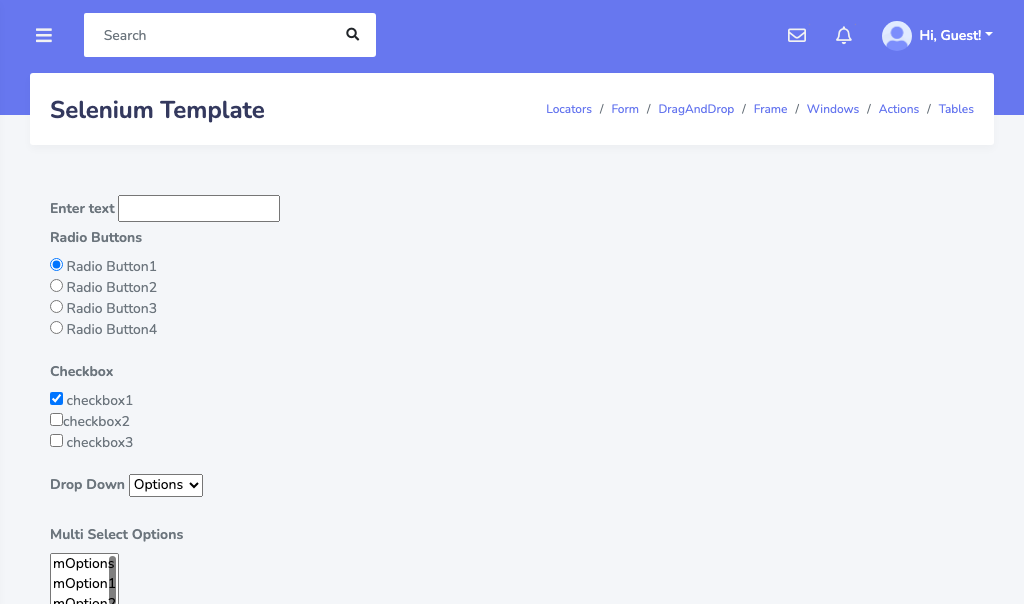 Search
Hi, Guest!
Selenium Template
Locators / Form / DragAndDrop / Frame / Windows / Actions / Tables
Enter text
Radio Buttons
Radio Button1
Radio Button2
Radio Button3
Radio Button4
Checkbox
checkbox1
checkbox2
checkbox3
Drop Down Options
Multi Select Options
mOptions
mOption1
mOption2